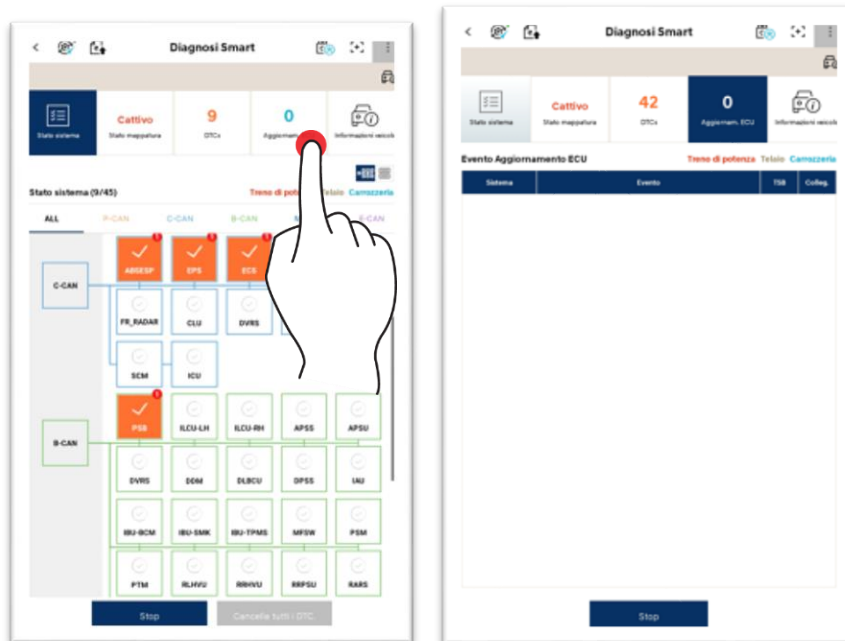 Diagnosi Smart
Cattivo
9
0
Stato sistema
Stato mappatura
DTCs
Informazioni veicolo
Stato sistema (9/45)
Telaio Carrozzeria
ALL P-CAN C-CAN B-CAN E-CAN
ABSESP EPS ECS
C-CAN
FR_RADAR CLU DVRS
SCM ICU
PSB ILCU-LH ILCU-RH APSS APSU
B-CAN
DVRS DDM DLBCU DPSS IAU
IBU-BCM IBU-SMK IBU-TPMS MFSW PSM
PTM RLHVU RRHVU RRPSU RARS
Stop Cancella tutti i DTC.
Diagnosi Smart
Cattivo
42
0
Stato sistema
Stato mappatura
DTCs
Aggiornam. ECU
Informazioni veicolo
Evento Aggiornamento ECU Treno di potenza Telaio Carrozzeria
Sistema Evento TSB Colleg.
Stop